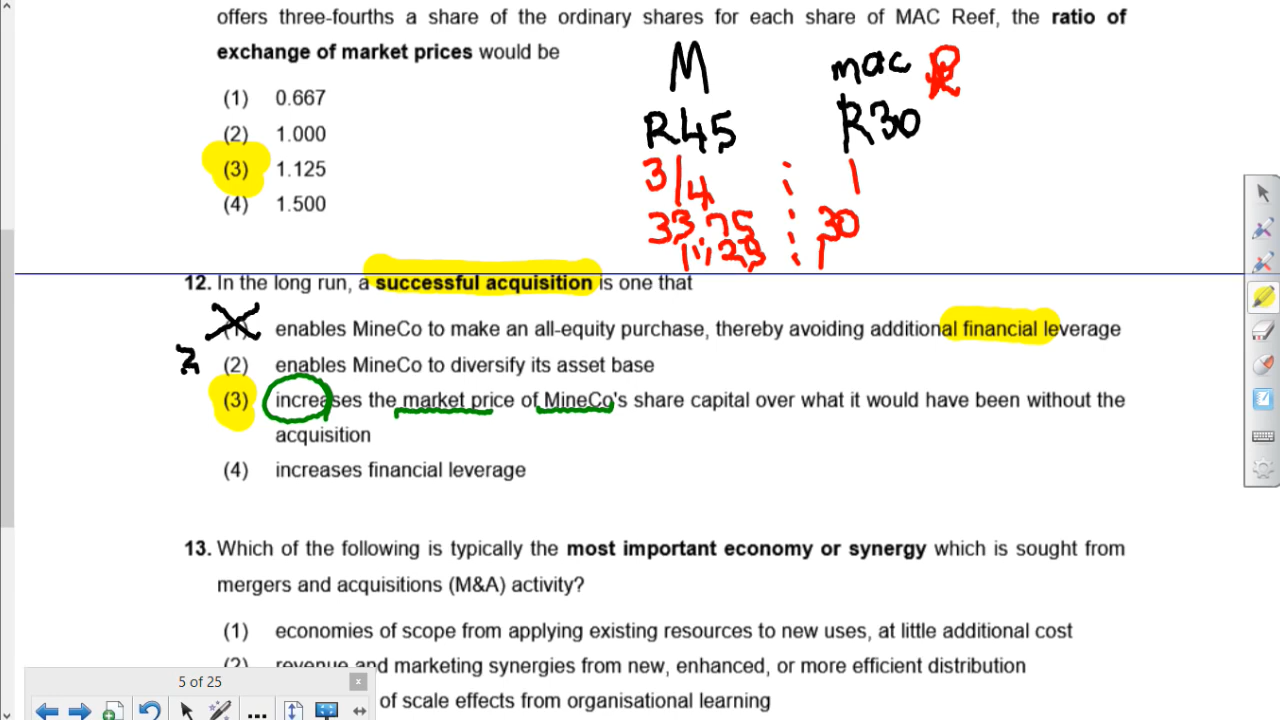 offers three-fourths a share of the ordinary shares for each share of MAC Reef, the ratio of
exchange of market prices would be
M mac R
(1) 0.667
R45 R30
(2) 1.000
(3) 1.125
3/4 : 1
(4) 1.500
33,75 : 30
: 1
12. In the long run, a successful acquisition is one that
(1) enables MineCo to make an all-equity purchase, thereby avoiding additional financial leverage
(2) enables MineCo to diversify its asset base
(3) increases the market price of MineCo's share capital over what it would have been without the
acquisition
(4) increases financial leverage
13. Which of the following is typically the most important economy or synergy which is sought from
mergers and acquisitions (M&A) activity?
(1) economies of scope from applying existing resources to new uses, at little additional cost
(2) revenue and marketing synergies from new, enhanced, or more efficient distribution
5 of 25 x
of scale effects from organisational learning